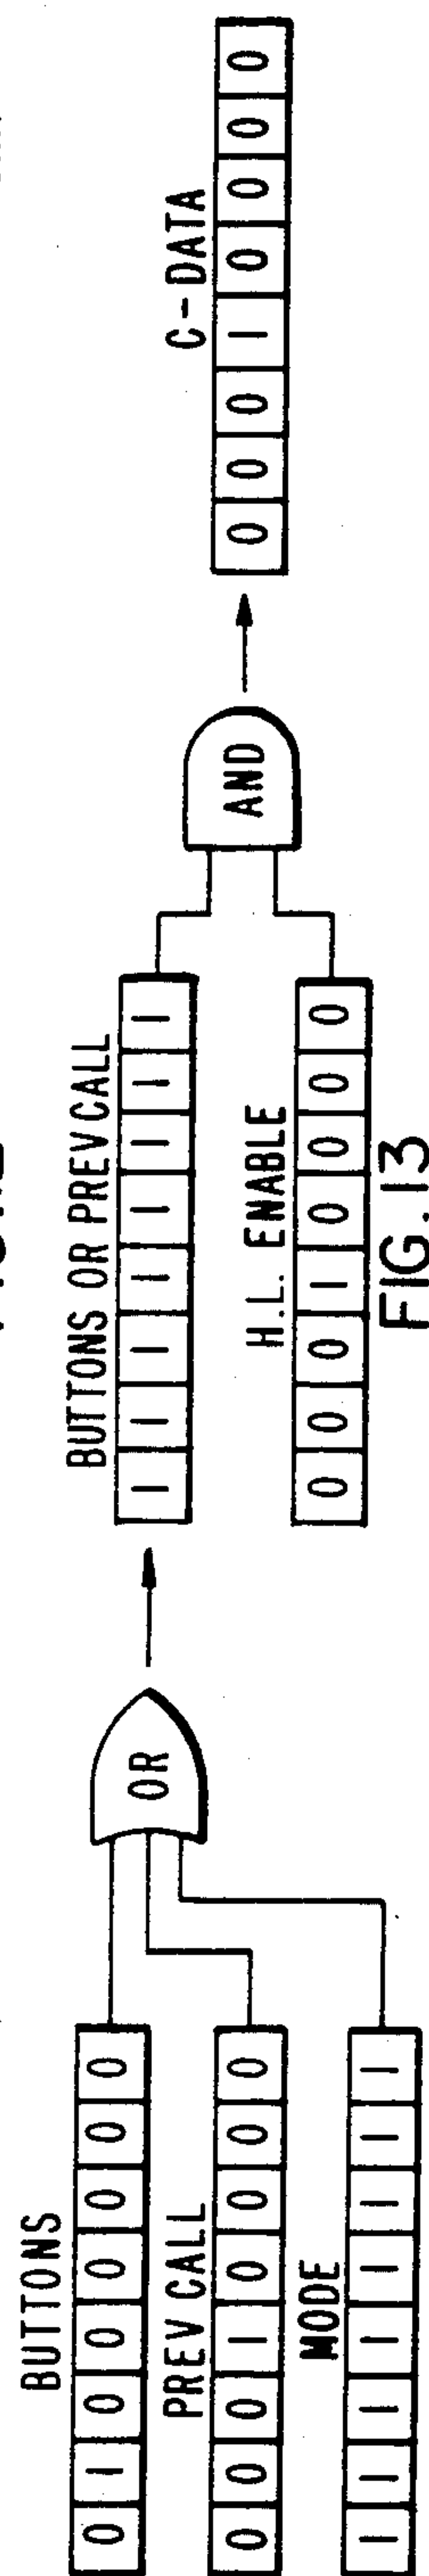 BUTTONS
0 1 0 0 0 0 0 0
PREV CALL
0 0 0 1 0 0 0 0
MODE
1 1 1 1 1 1 1 1
OR
BUTTONS OR PREV CALL
1 1 1 1 1 1 1 1
H.L. ENABLE
0 0 0 1 0 0 0 0
AND
C-DATA
0 0 0 1 0 0 0 0
FIG. 13